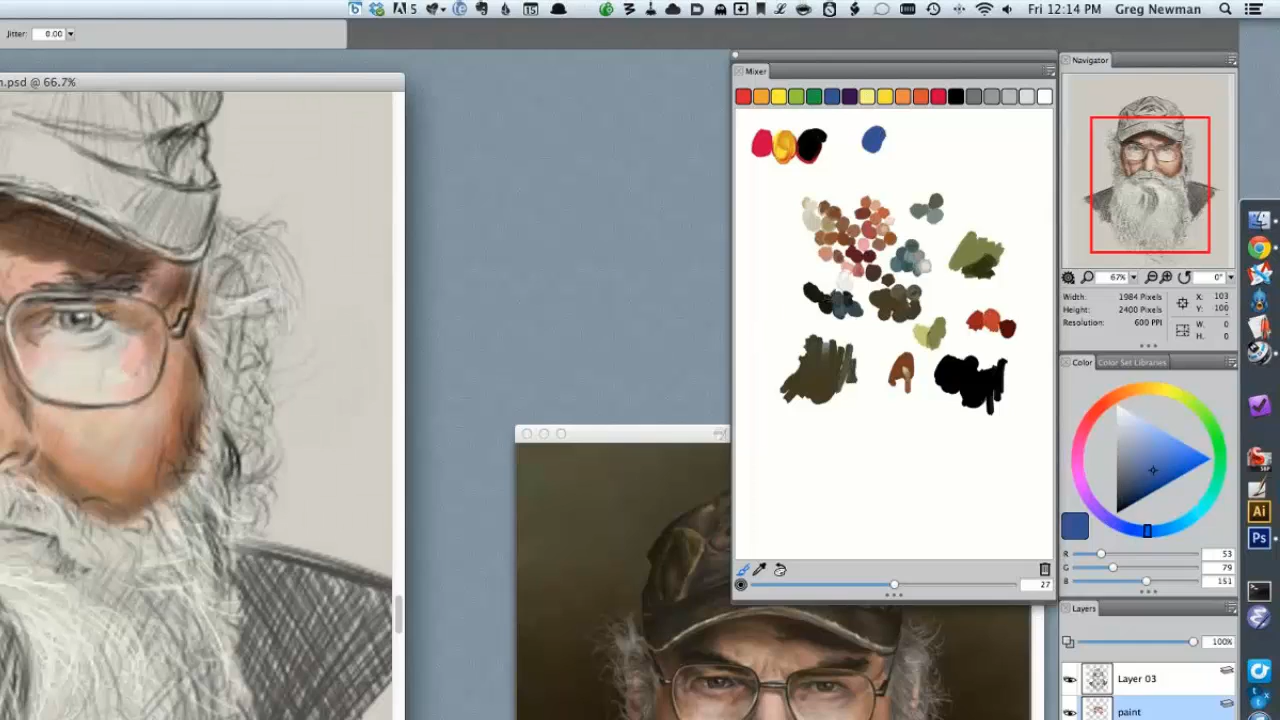 5
TS
Fri 12:14 PM Greg Newman
Jitter: 0.00
n.psd @ 66.7%
Mixer
27
Navigator
67% 0°
Width: 1984 Pixels
Height: 2400 Pixels
Resolution: 600 PPI
X: 103
Y: 100
W: 0
H: 0
Color Color Set Libraries
R 53
G 79
B 151
Layers
100%
Layer 03
paint
Ai
Ps